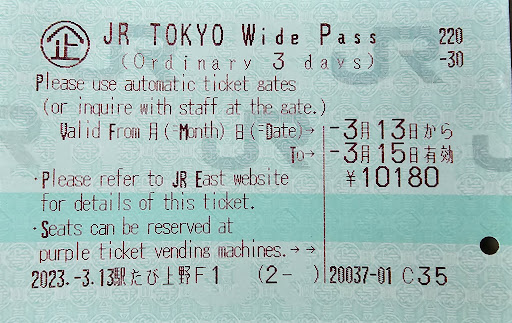 企 JR TOKYO Wide Pass 220
(Ordinary 3 days) -30
Please use automatic ticket gates
(or inquire with staff at the gate.)
Valid From 月(=Month) 日(=Date)→ -3月13日から
To→ -3月15日有効
・Please refer to JR East website ￥10180
for details of this ticket.
・Seats can be reserved at
purple ticket vending machines.→→
2023.-3.13駅たび上野F1 (2- ) 20037-01 C35